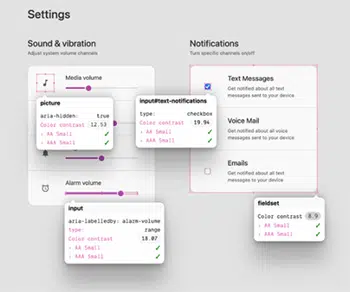 Settings
Sound & vibration
Adjust system volume channels
Media volume
picture
aria-hidden: true
Color contrast 12.53
› AA Small ✓
› AAA Small ✓
Alarm volume
input
aria-labelledby: alarm-volume
type: range
Color contrast 18.07
› AA Small ✓
› AAA Small ✓
Notifications
Turn specific channels on/off
Text Messages
Get notified about all text
messages sent to your device
input#text-notifications
type: checkbox
Color contrast 19.94
› AA Small ✓
› AAA Small ✓
Voice Mail
Get notified about all voice
messages sent to your device
Emails
Get notified about all text
messages sent to your device
fieldset
Color contrast 8.9
› AA Small ✓
› AAA Small ✓